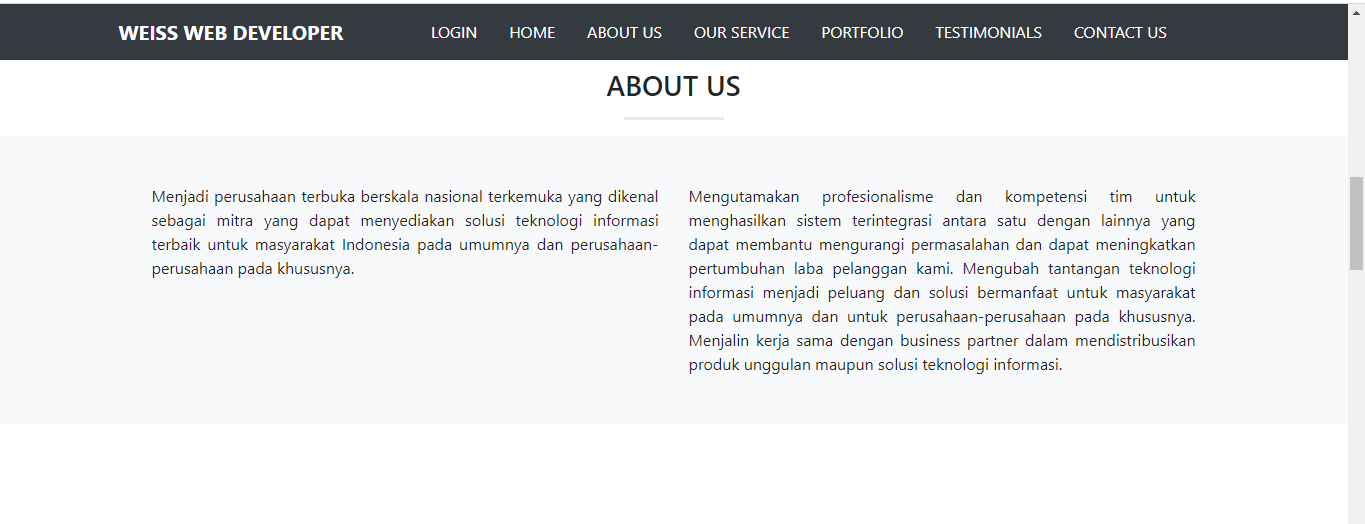 WEISS WEB DEVELOPER LOGIN HOME ABOUT US OUR SERVICE PORTFOLIO TESTIMONIALS CONTACT US
ABOUT US
Menjadi perusahaan terbuka berskala nasional terkemuka yang dikenal
sebagai mitra yang dapat menyediakan solusi teknologi informasi
terbaik untuk masyarakat Indonesia pada umumnya dan perusahaan-
perusahaan pada khususnya.
Mengutamakan profesionalisme dan kompetensi tim untuk
menghasilkan sistem terintegrasi antara satu dengan lainnya yang
dapat membantu mengurangi permasalahan dan dapat meningkatkan
pertumbuhan laba pelanggan kami. Mengubah tantangan teknologi
informasi menjadi peluang dan solusi bermanfaat untuk masyarakat
pada umumnya dan untuk perusahaan-perusahaan pada khususnya.
Menjalin kerja sama dengan business partner dalam mendistribusikan
produk unggulan maupun solusi teknologi informasi.